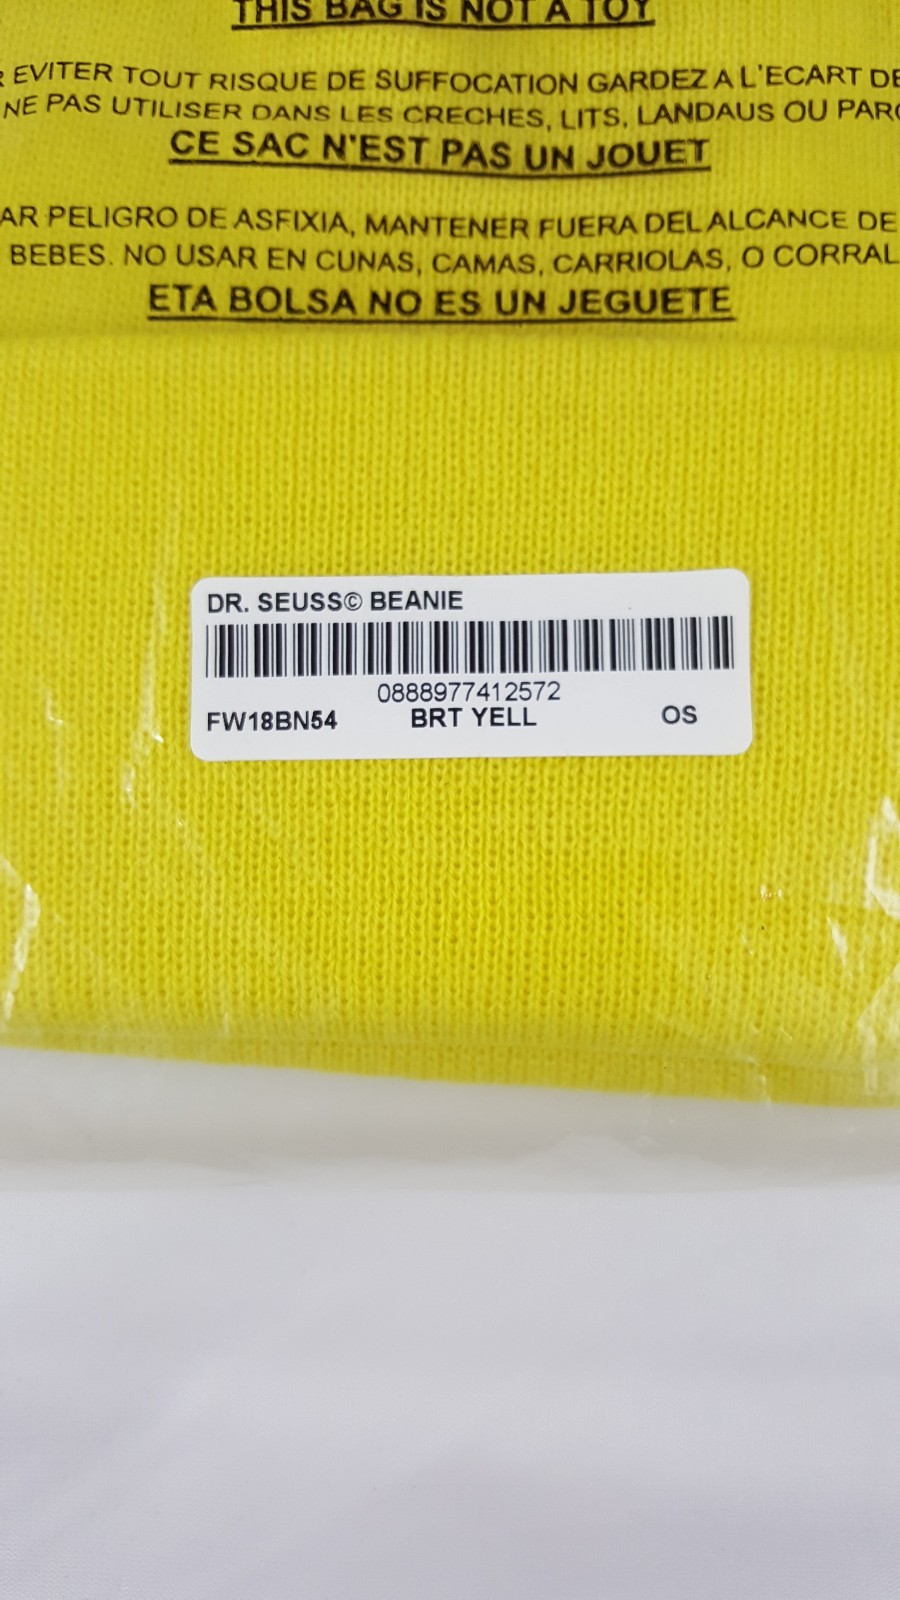 THIS BAG IS NOT A TOY
EVITER TOUT RISQUE DE SUFFOCATION GARDEZ A L'ECART DE
NE PAS UTILISER DANS LES CRECHES, LITS, LANDAUS OU PARC
CE SAC N'EST PAS UN JOUET
AR PELIGRO DE ASFIXIA, MANTENER FUERA DEL ALCANCE DE
BEBES. NO USAR EN CUNAS, CAMAS, CARRIOLAS, O CORRAL
ETA BOLSA NO ES UN JEGUETE
DR. SEUSS© BEANIE
0888977412572
FW18BN54 BRT YELL OS